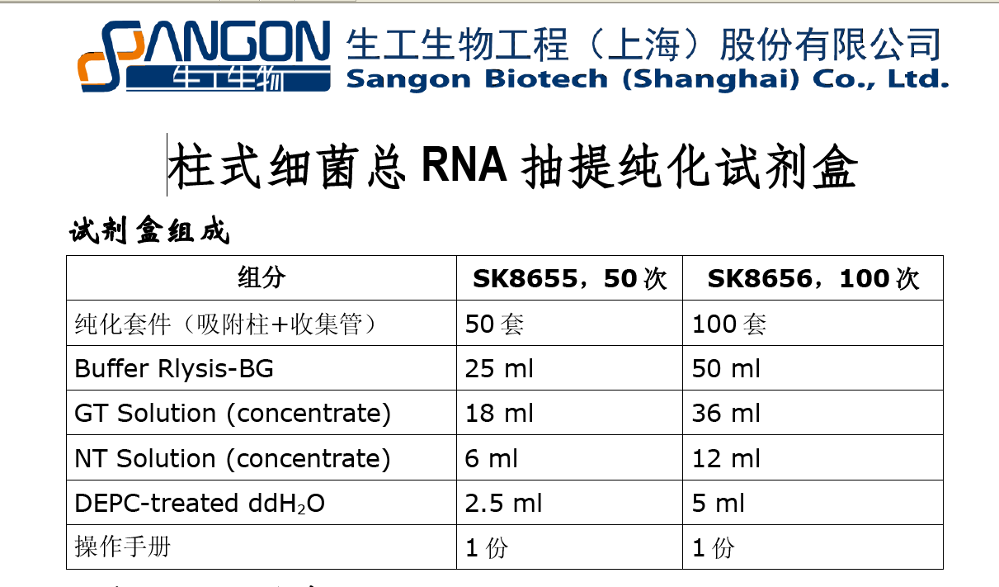 SANGON 生工生物工程（上海）股份有限公司
生工生物 Sangon Biotech (Shanghai) Co., Ltd.
柱式细菌总 RNA 抽提纯化试剂盒
试剂盒组成
组分 SK8655，50 次 SK8656，100 次
纯化套件（吸附柱+收集管） 50 套 100 套
Buffer Rlysis-BG 25 ml 50 ml
GT Solution (concentrate) 18 ml 36 ml
NT Solution (concentrate) 6 ml 12 ml
DEPC-treated ddH₂O 2.5 ml 5 ml
操作手册 1 份 1 份